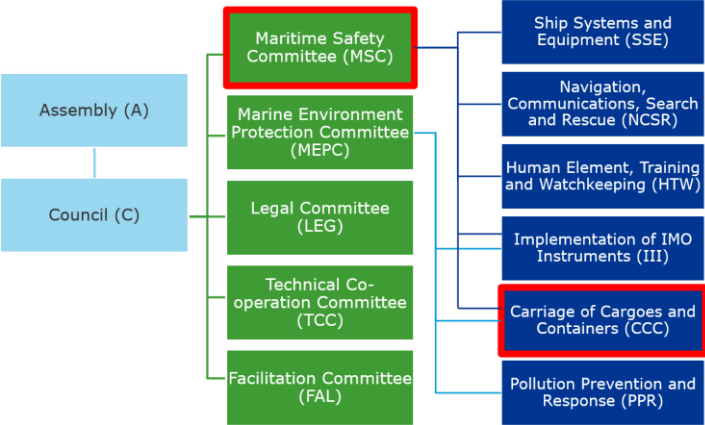 Assembly (A)
Council (C)
Maritime Safety
Committee (MSC)
Marine Environment
Protection Committee
(MEPC)
Legal Committee
(LEG)
Technical Co-
operation Committee
(TCC)
Facilitation Committee
(FAL)
Ship Systems and
Equipment (SSE)
Navigation,
Communications, Search
and Rescue (NCSR)
Human Element, Training
and Watchkeeping (HTW)
Implementation of IMO
Instruments (III)
Carriage of Cargoes and
Containers (CCC)
Pollution Prevention and
Response (PPR)